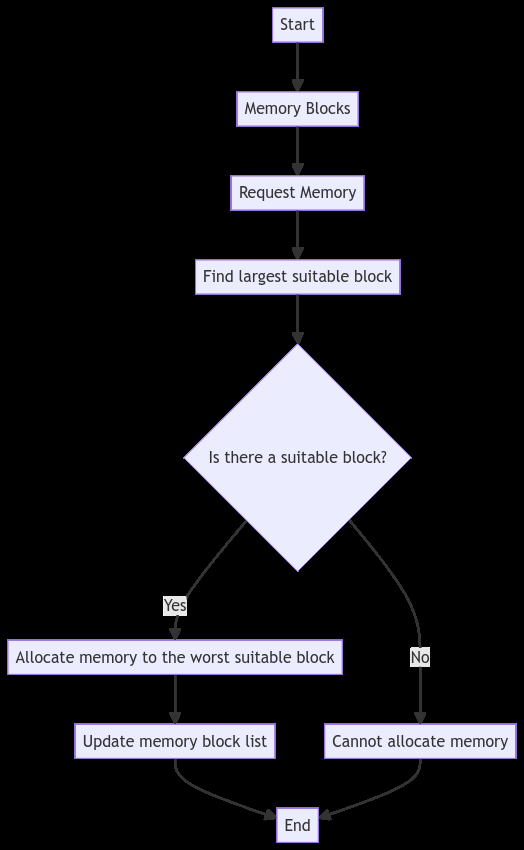 Start
Memory Blocks
Request Memory
Find largest suitable block
Is there a suitable block?
Yes
Allocate memory to the worst suitable block
No
Update memory block list
Cannot allocate memory
End